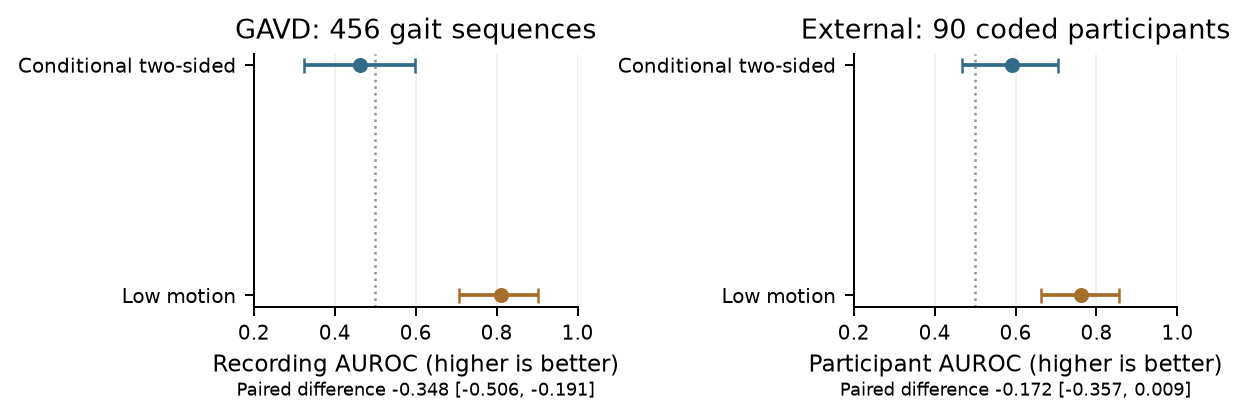 GAVD: 456 gait sequences
Conditional two-sided
Low motion
0.2 0.4 0.6 0.8 1.0
Recording AUROC (higher is better)
Paired difference -0.348 [-0.506, -0.191]
External: 90 coded participants
Conditional two-sided
Low motion
0.2 0.4 0.6 0.8 1.0
Participant AUROC (higher is better)
Paired difference -0.172 [-0.357, 0.009]